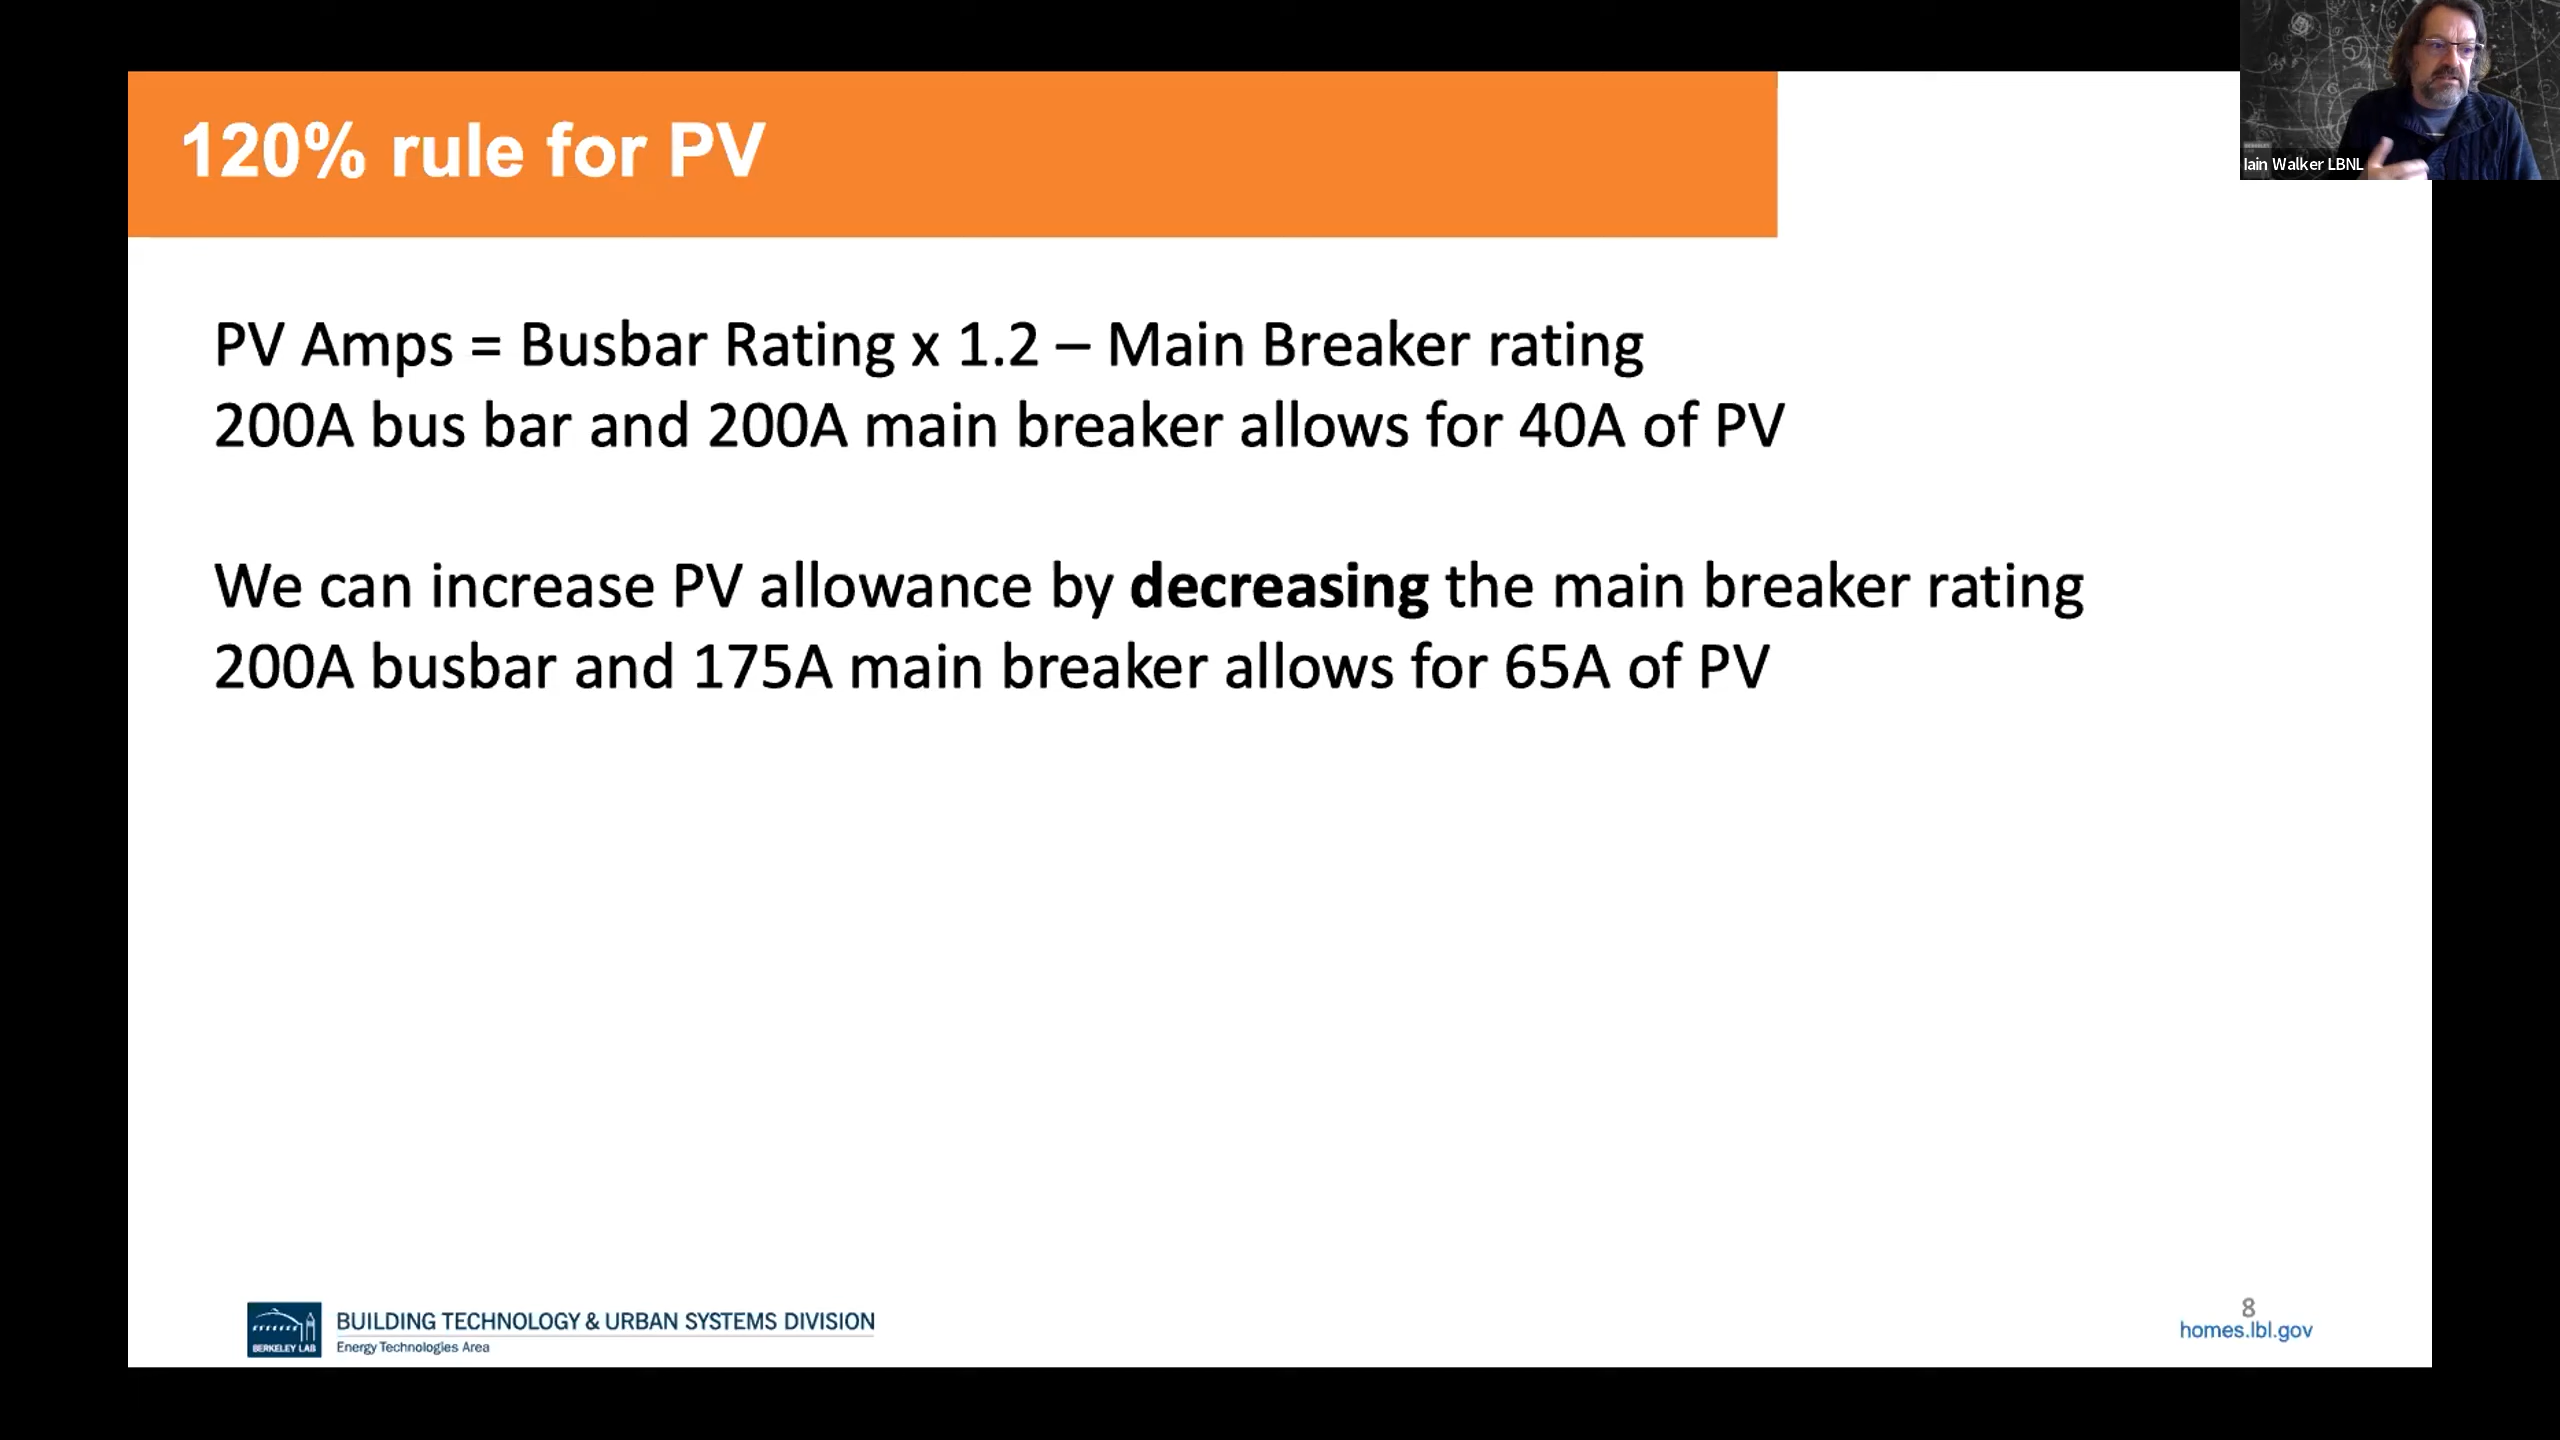 120% rule for PV
Iain Walker LBNL
PV Amps = Busbar Rating x 1.2 – Main Breaker rating
200A bus bar and 200A main breaker allows for 40A of PV
We can increase PV allowance by decreasing the main breaker rating
200A busbar and 175A main breaker allows for 65A of PV
BERKELEY LAB
BUILDING TECHNOLOGY & URBAN SYSTEMS DIVISION
Energy Technologies Area
8
homes.lbl.gov